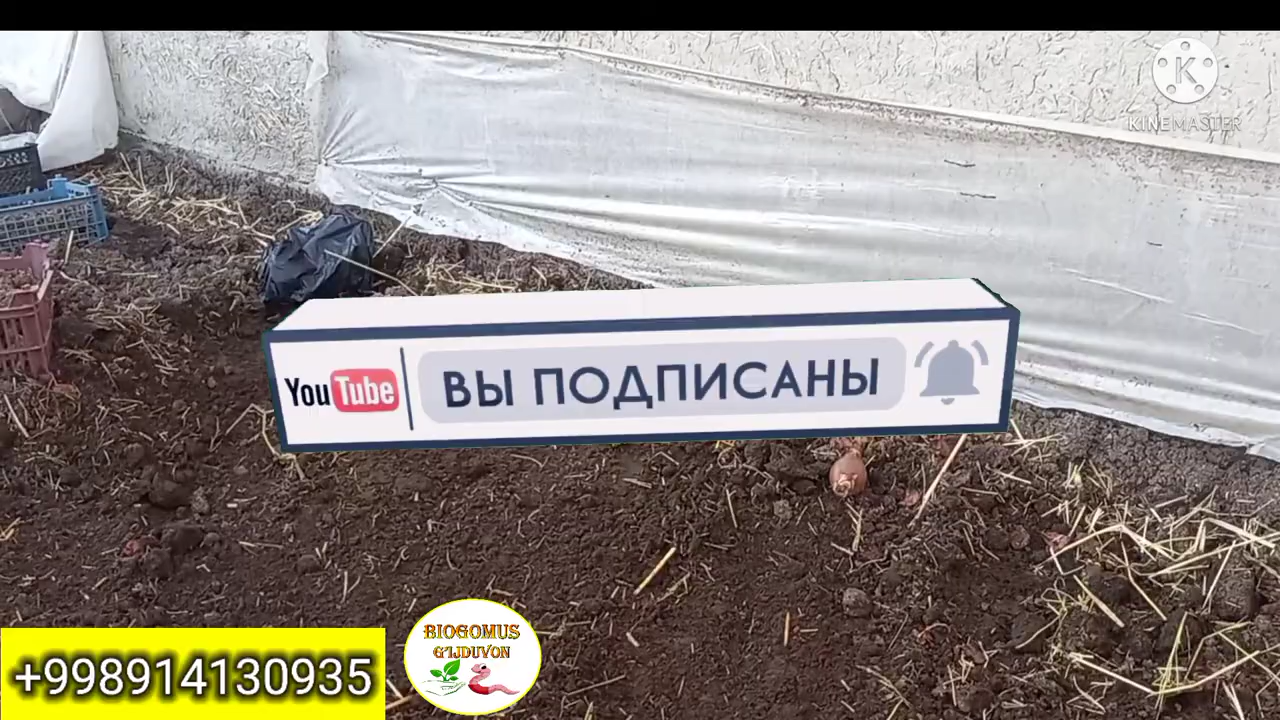 K
KINEMASTER
YouTube
ВЫ ПОДПИСАНЫ
+998914130935
BIOGOMUS
G'IJDUVON